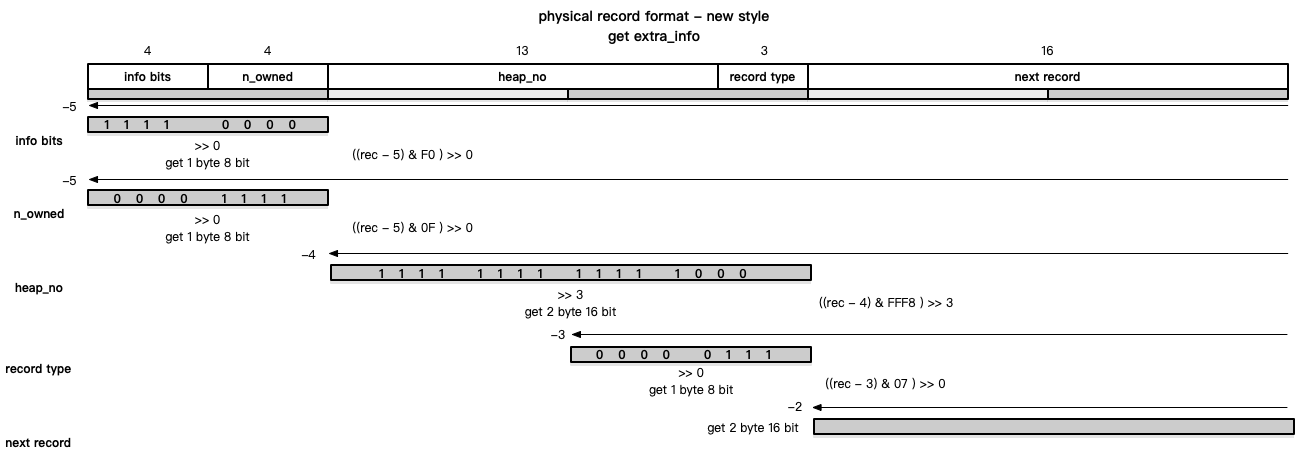 physical record format – new style
get extra_info
4 4 13 3 16
info bits n_owned heap_no record type next record
–5
info bits 1 1 1 1 0 0 0 0
>> 0
get 1 byte 8 bit
((rec – 5) & F0 ) >> 0
–5
n_owned 0 0 0 0 1 1 1 1
>> 0
get 1 byte 8 bit
((rec – 5) & 0F ) >> 0
–4
heap_no 1 1 1 1 1 1 1 1 1 1 1 1 1 0 0 0
>> 3
get 2 byte 16 bit
((rec – 4) & FFF8 ) >> 3
–3
record type 0 0 0 0 0 1 1 1
>> 0
get 1 byte 8 bit
((rec – 3) & 07 ) >> 0
–2
get 2 byte 16 bit
next record